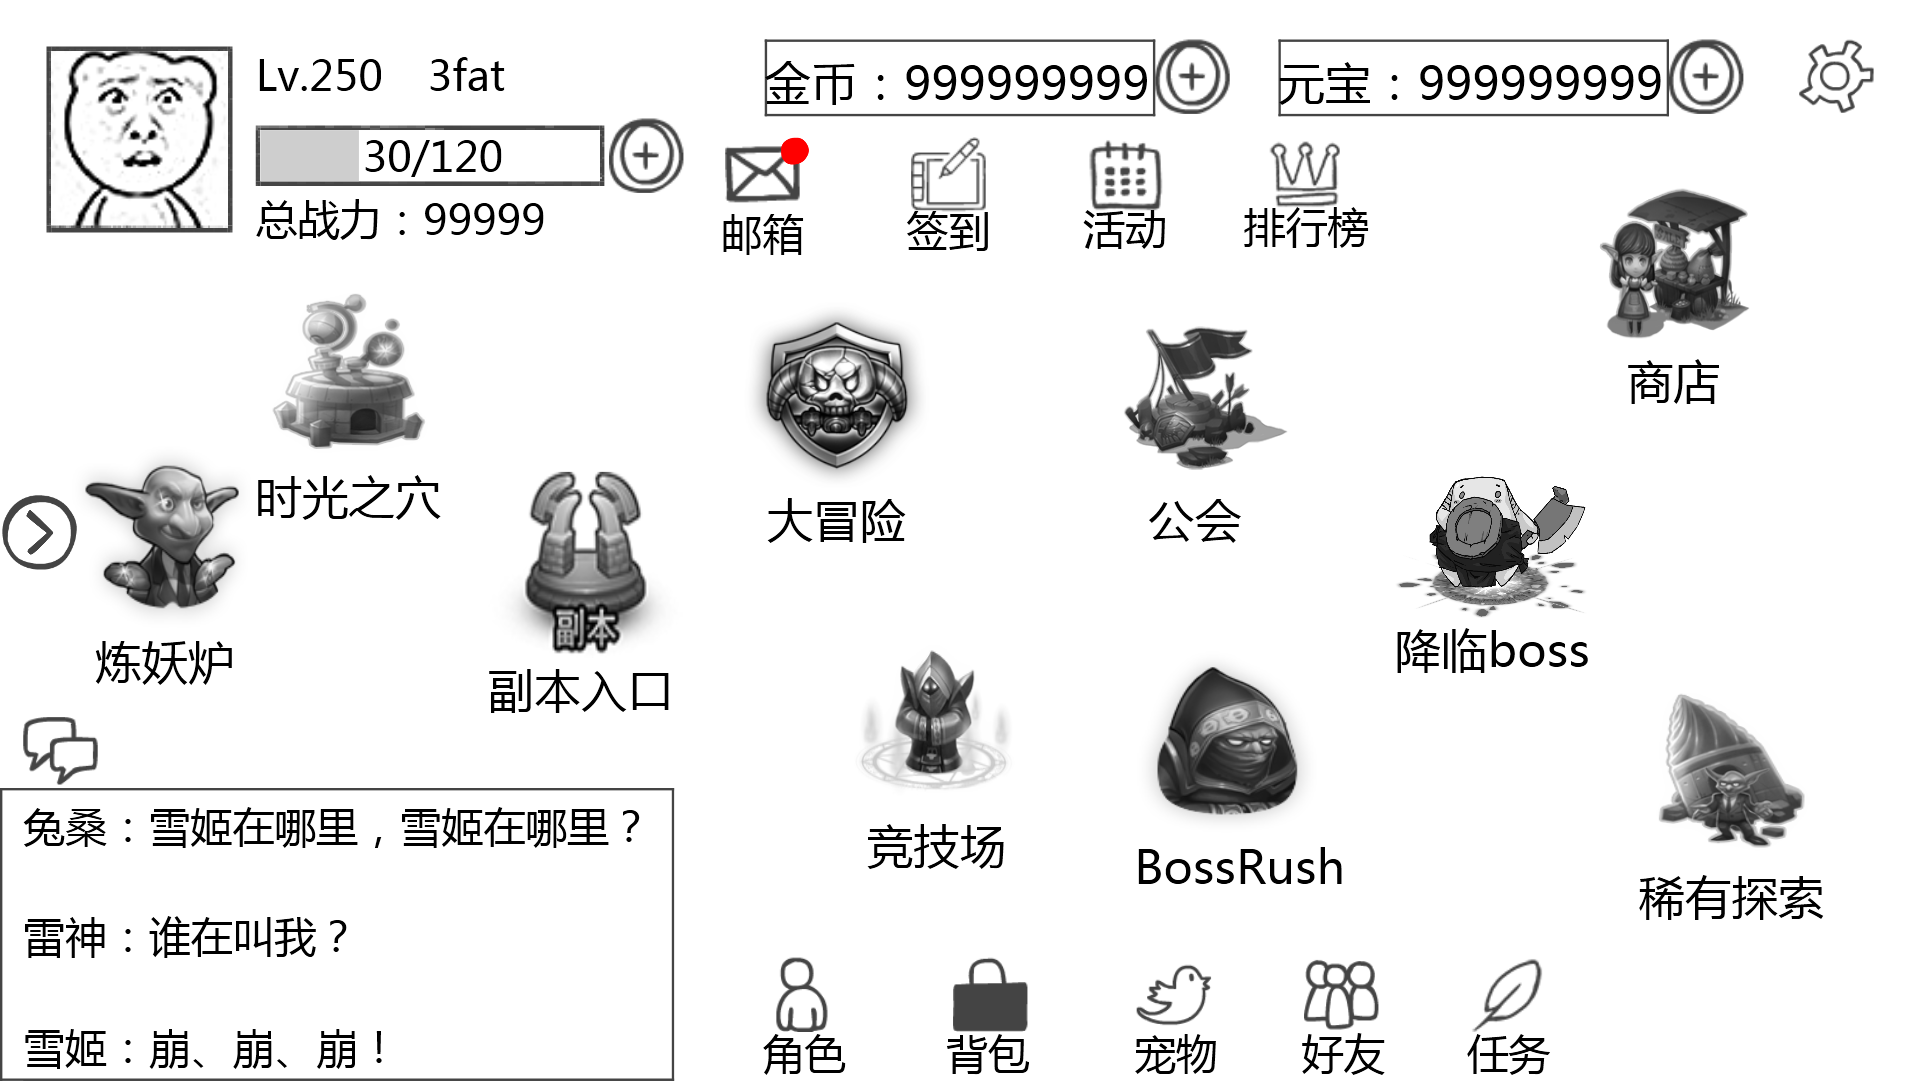 Lv.250 3fat
金币：999999999
元宝：999999999
30/120
总战力：99999
邮箱
签到
活动
排行榜
商店
时光之穴
大冒险
公会
炼妖炉
副本
副本入口
降临boss
竞技场
BossRush
稀有探索
兔桑：雪姬在哪里，雪姬在哪里？
雷神：谁在叫我？
雪姬：崩、崩、崩！
角色
背包
宠物
好友
任务